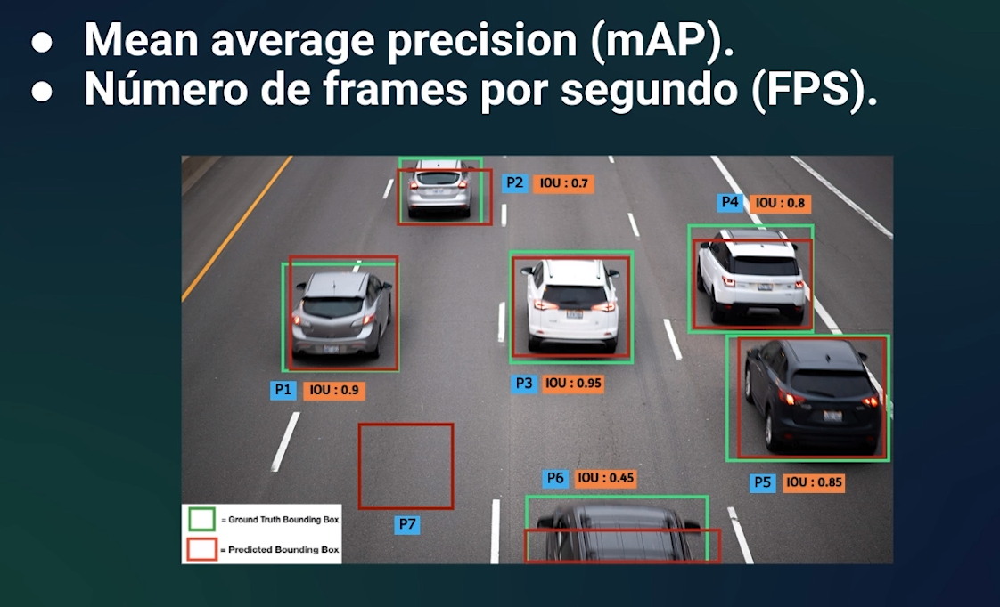 ● Mean average precision (mAP).
● Número de frames por segundo (FPS).
P2 IOU : 0.7
P4 IOU : 0.8
P1 IOU : 0.9
P3 IOU : 0.95
P6 IOU : 0.45
P5 IOU : 0.85
P7
= Ground Truth Bounding Box
= Predicted Bounding Box